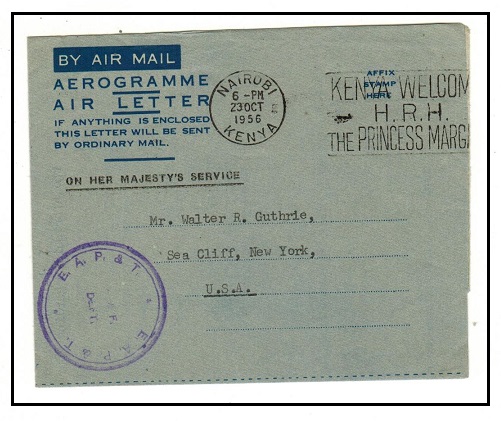 BY AIR MAIL
AEROGRAMME
AIR LETTER
IF ANYTHING IS ENCLOSED
THIS LETTER WILL BE SENT
BY ORDINARY MAIL.
NAIROBI
6 - PM
23 OCT
1956
KENYA
AFFIX
STAMP
HERE
KENYA WELCOM
H.R.H.
THE PRINCESS MARGA
ON HER MAJESTY'S SERVICE
Mr. Walter R. Guthrie,
Sea Cliff, New York,
U.S.A.
E.A.P.&T.
E.A.P.&T.